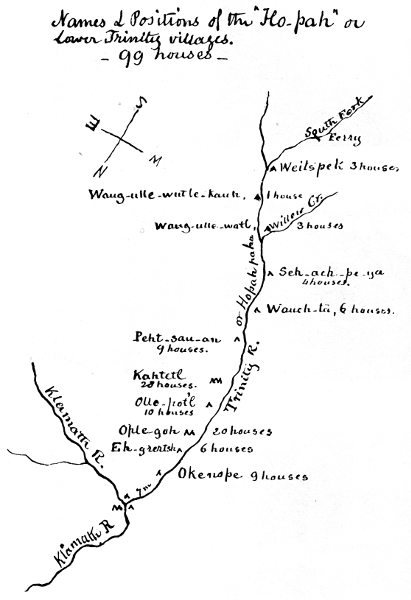 Names & Positions of the "Ho-pah" or
Lower Trinity villages.
- 99 houses -
S
E
W
N
South Fork
Ferry
Weitspek 3 houses
Waug-ulle-wutle-kauh, 1 house
Willow Cr.
Waug-ulle-watl, 3 houses
Seh-ach-pe-ya
4 houses.
Wauch-tä, 6 houses.
Trinity R. or Hopah paha
Peht-sau-an
9 houses.
Kahtetl
28 houses.
Olle-potl
10 houses
Ople goh 20 houses
Eh-grertsh 6 houses
Okenope 9 houses
7m
Klamath R.
Klamath R